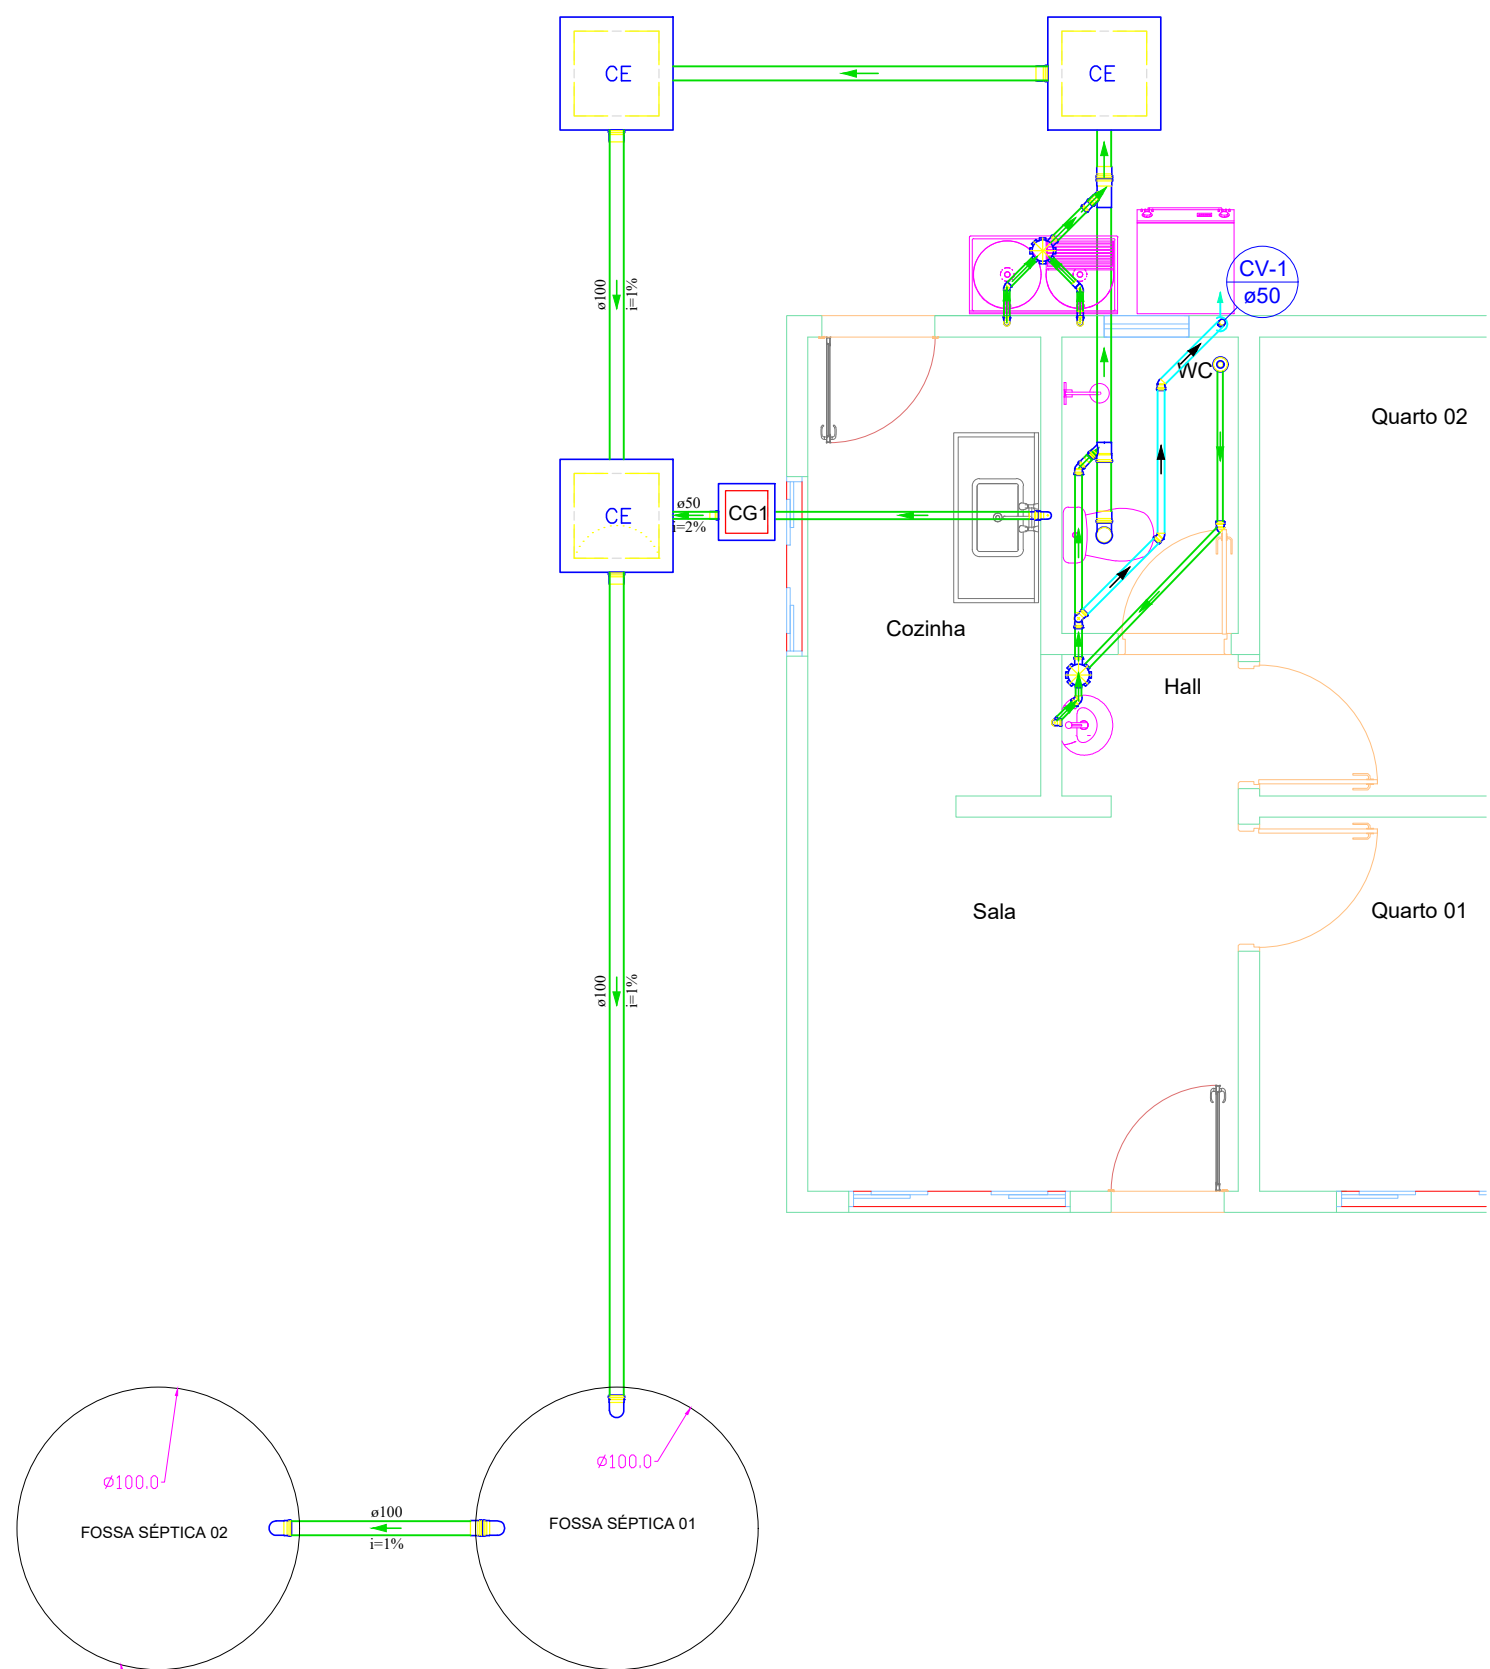 CE
CE
CV-1
ø50
ø100
i=1%
WC
Quarto 02
CE
ø50
i=2%
CG1
Cozinha
Hall
Sala
Quarto 01
ø100
i=1%
Ø100.0
Ø100.0
FOSSA SÉPTICA 02
ø100
i=1%
FOSSA SÉPTICA 01